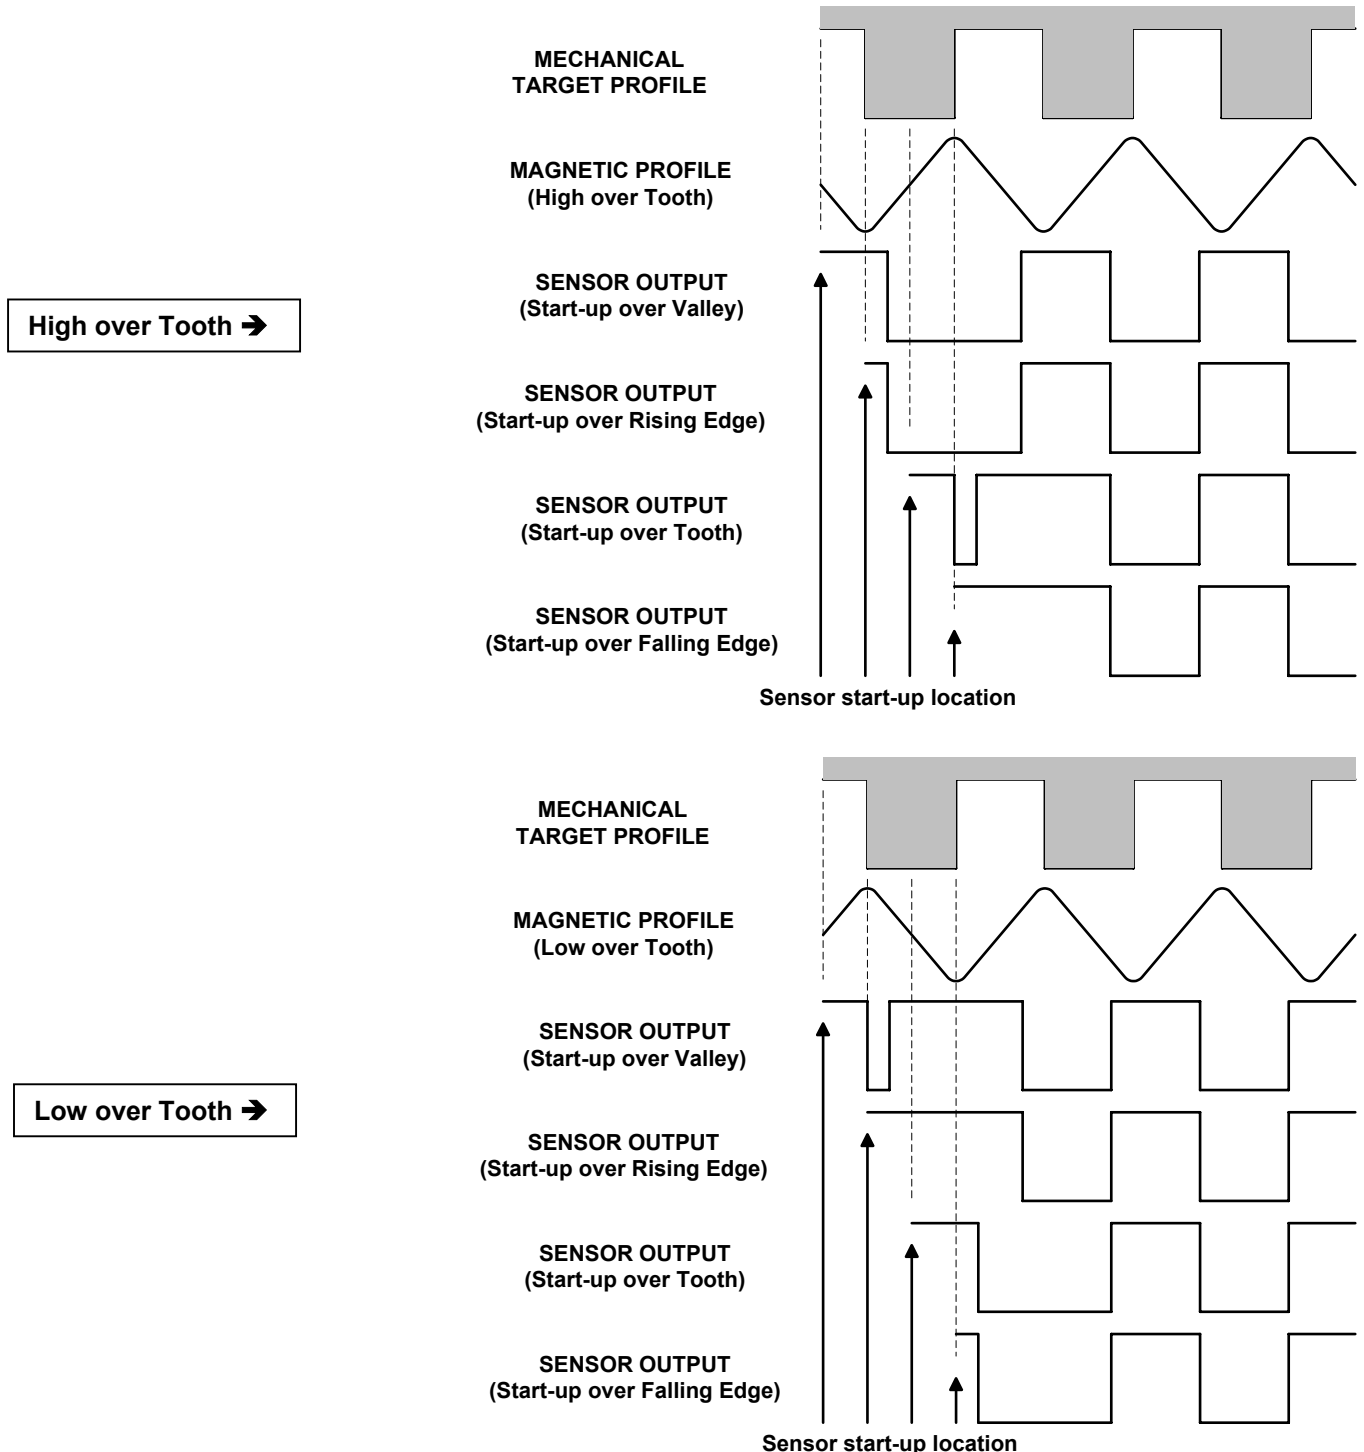 MECHANICAL
TARGET PROFILE
MAGNETIC PROFILE
(High over Tooth)
SENSOR OUTPUT
(Start-up over Valley)
High over Tooth ➔
SENSOR OUTPUT
(Start-up over Rising Edge)
SENSOR OUTPUT
(Start-up over Tooth)
SENSOR OUTPUT
(Start-up over Falling Edge)
Sensor start-up location
MECHANICAL
TARGET PROFILE
MAGNETIC PROFILE
(Low over Tooth)
SENSOR OUTPUT
(Start-up over Valley)
Low over Tooth ➔
SENSOR OUTPUT
(Start-up over Rising Edge)
SENSOR OUTPUT
(Start-up over Tooth)
SENSOR OUTPUT
(Start-up over Falling Edge)
Sensor start-up location